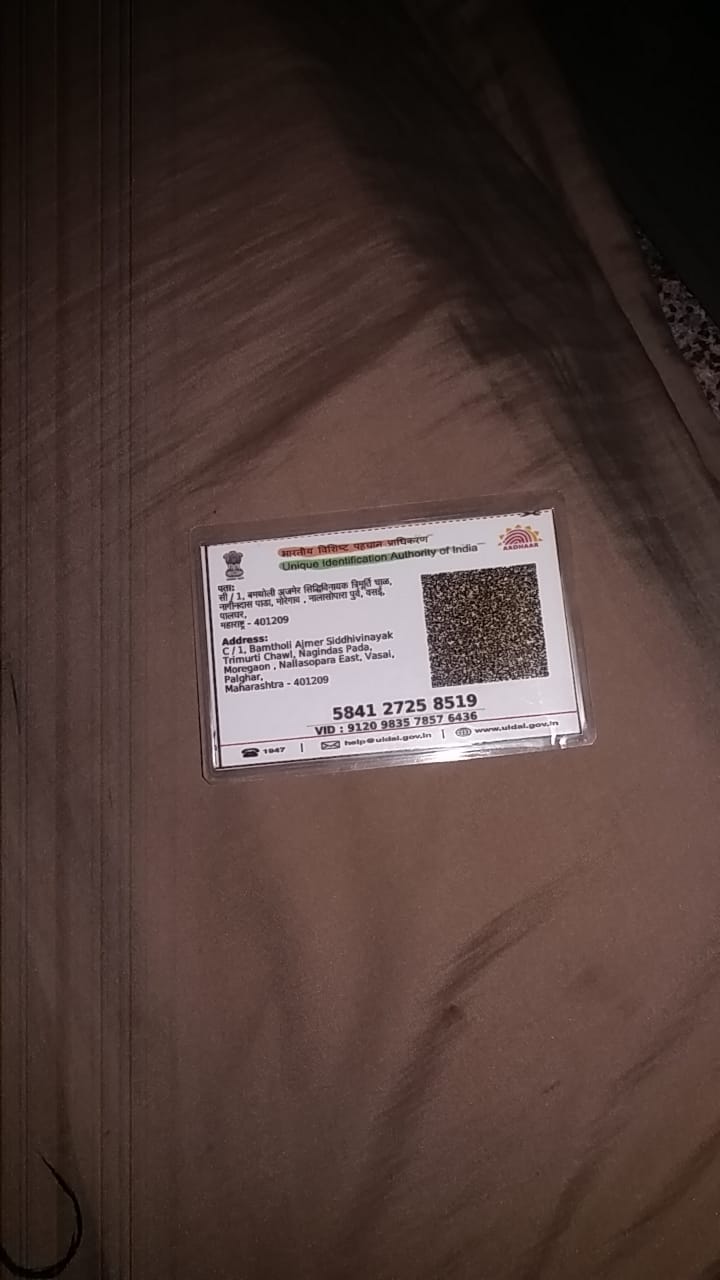 भारतीय विशिष्ट पहचान प्राधिकरण
Unique Identification Authority of India
AADHAAR
पता:
सी / 1, बमथोली अजमेर सिद्धिविनायक त्रिमूर्ति चाळ,
नागीनदास पाडा, मोरेगाव , नालासोपारा पुर्व, वसई,
पालघर,
महाराष्ट्र - 401209
Address:
C / 1, Bamtholi Ajmer Siddhivinayak
Trimurti Chawl, Nagindas Pada,
Moregaon , Nallasopara East, Vasai,
Palghar,
Maharashtra - 401209
5841 2725 8519
VID : 9120 9835 7857 6436
1947 | help@uidai.gov.in | www.uidai.gov.in